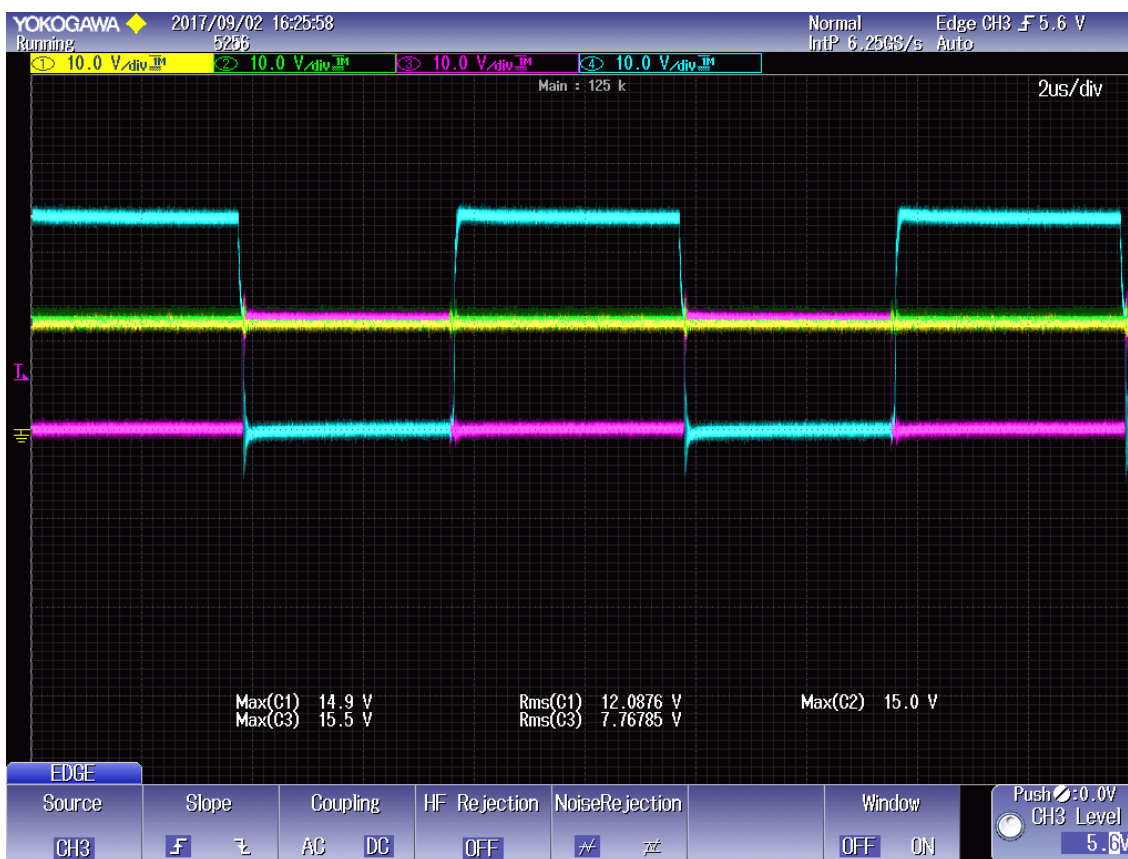 YOKOGAWA 2017/09/02 16:25:58 Normal Edge CH3 5.6 V
Running 5256 IntP 6.25GS/s Auto
1 10.0 V/div 1M 2 10.0 V/div 1M 3 10.0 V/div 1M 4 10.0 V/div 1M
Main : 125 k
2us/div
T
Max(C1) 14.9 V Rms(C1) 12.0876 V Max(C2) 15.0 V
Max(C3) 15.5 V Rms(C3) 7.76785 V
EDGE
Source Slope Coupling HF Rejection NoiseRejection Window Push:0.0V
CH3 Level
CH3 AC DC OFF OFF ON 5.6V